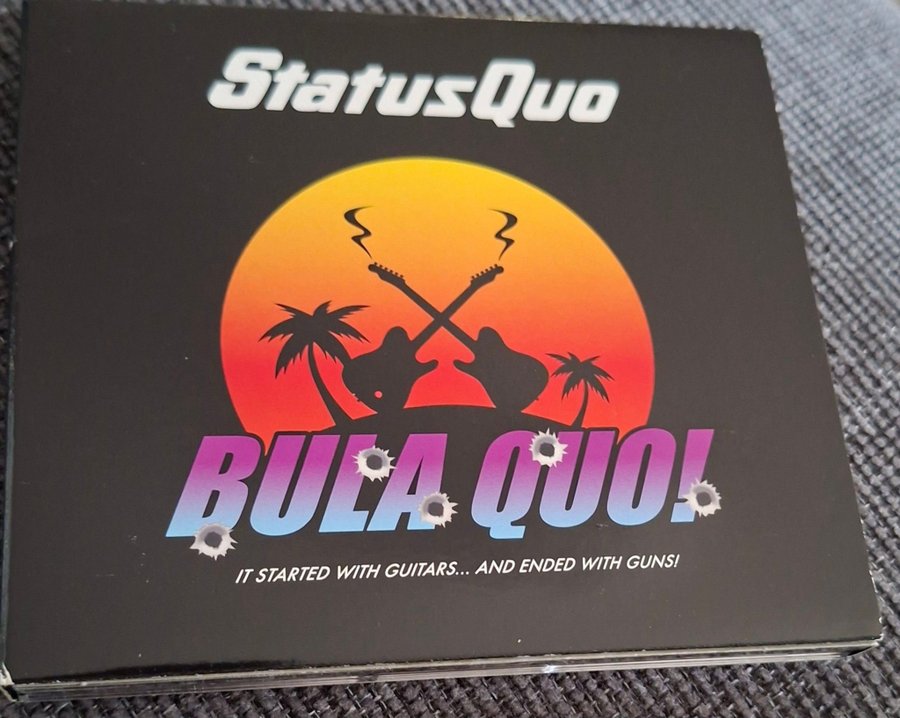 StatusQuo
BULA QUO!
IT STARTED WITH GUITARS... AND ENDED WITH GUNS!